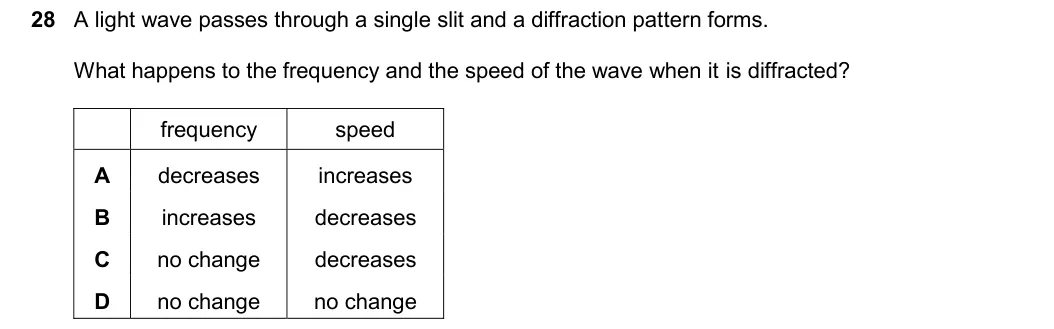 28 A light wave passes through a single slit and a diffraction pattern forms.
What happens to the frequency and the speed of the wave when it is diffracted?
frequency speed
A decreases increases
B increases decreases
C no change decreases
D no change no change